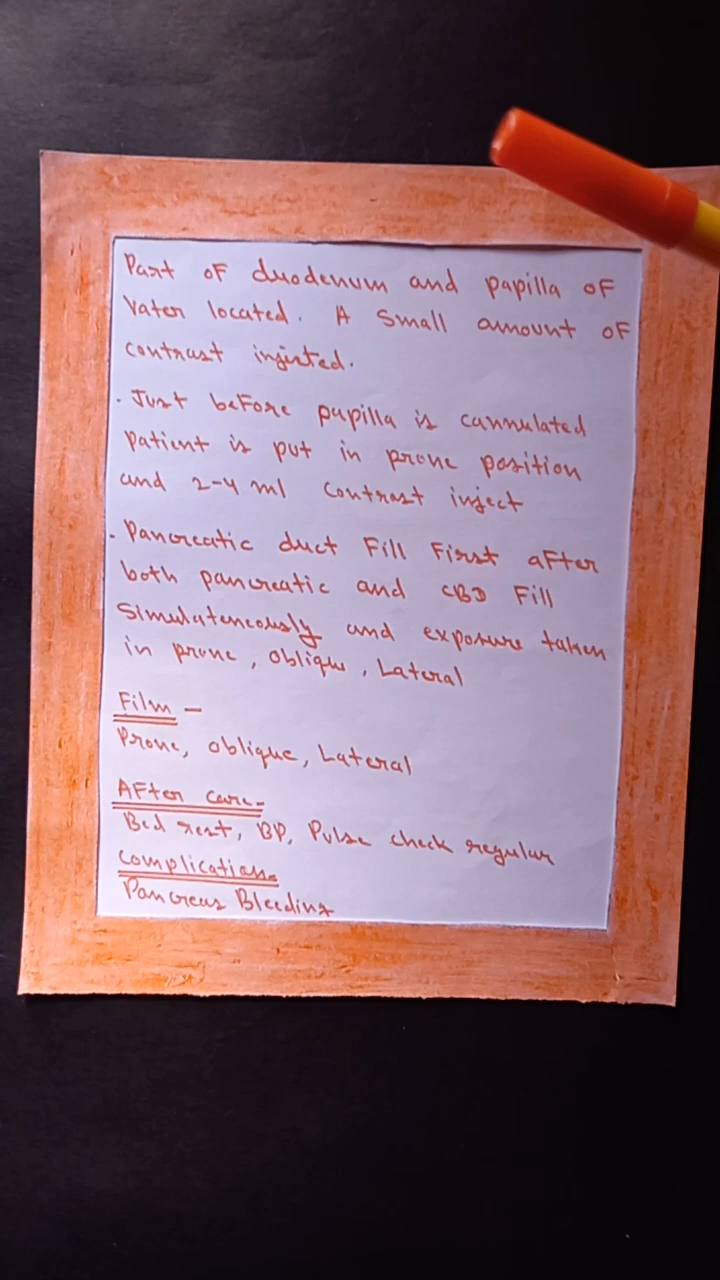 Part of duodenum and papilla of
Vater located. A small amount of
contrast injected.
. Just before papilla is cannulated
patient is put in prone position
and 2-4 ml contrast inject
. Pancreatic duct Fill First after
both pancreatic and CBD Fill
Simulateneously and exposure taken
in prone, oblique, Lateral
Film -
Prone, oblique, Lateral
After care-
Bed rest, BP, Pulse check regular
Complication-
Pancreas Bleeding